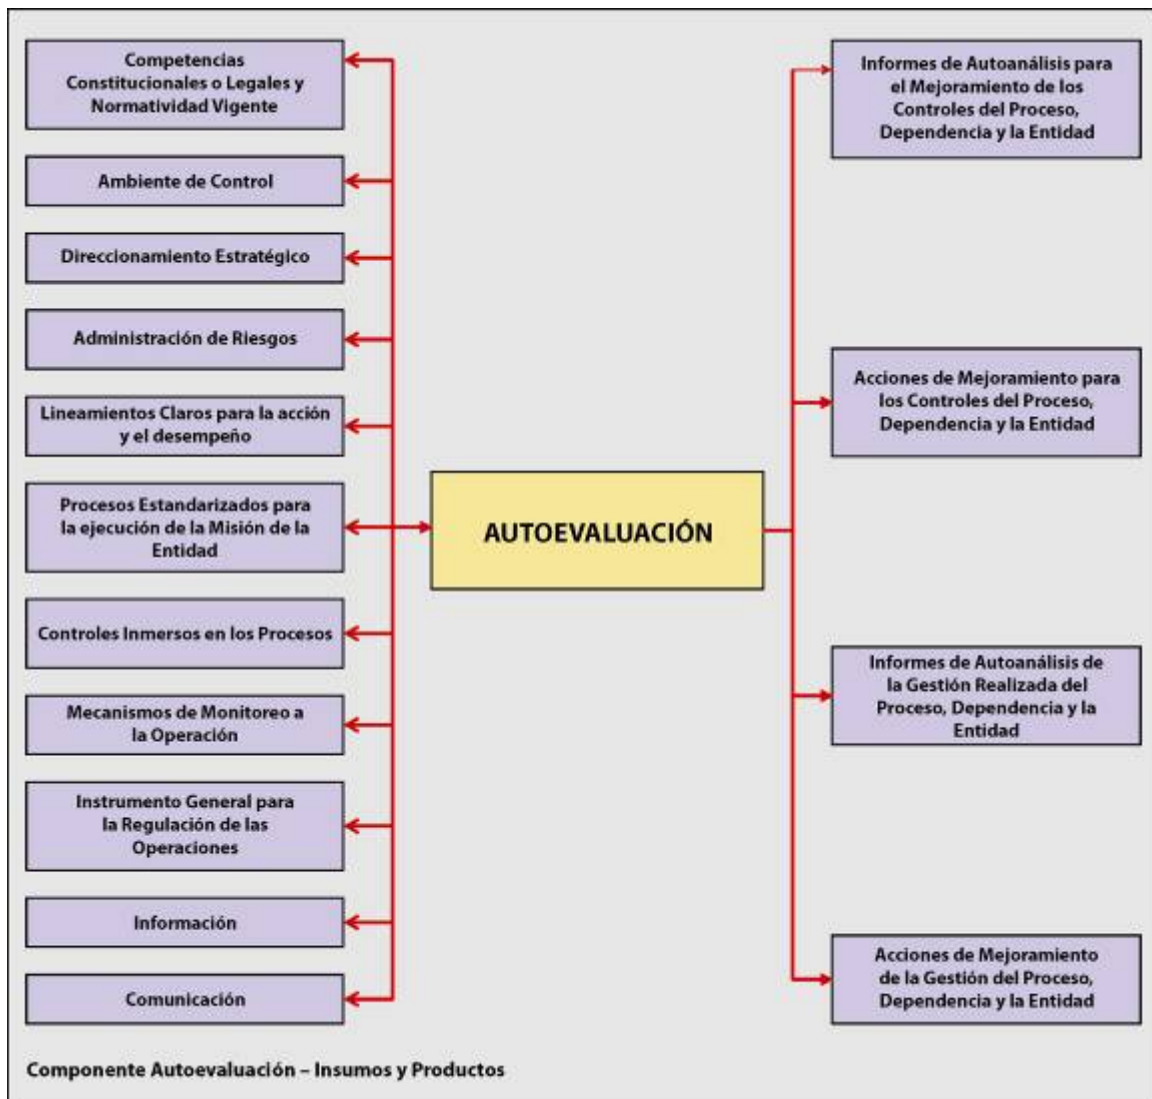 Competencias
Constitucionales o Legales y
Normatividad Vigente
Ambiente de Control
Direccionamiento Estratégico
Administración de Riesgos
Lineamientos Claros para la acción
y el desempeño
Procesos Estandarizados para
la ejecución de la Misión de la
Entidad
Controles Inmersos en los Procesos
Mecanismos de Monitoreo a
la Operación
Instrumento General para
la Regulación de las
Operaciones
Información
Comunicación
AUTOEVALUACIÓN
Informes de Autoanálisis para
el Mejoramiento de los
Controles del Proceso,
Dependencia y la Entidad
Acciones de Mejoramiento para
los Controles del Proceso,
Dependencia y la Entidad
Informes de Autoanálisis de
la Gestión Realizada del
Proceso, Dependencia y la
Entidad
Acciones de Mejoramiento
de la Gestión del Proceso,
Dependencia y la Entidad
Componente Autoevaluación – Insumos y Productos